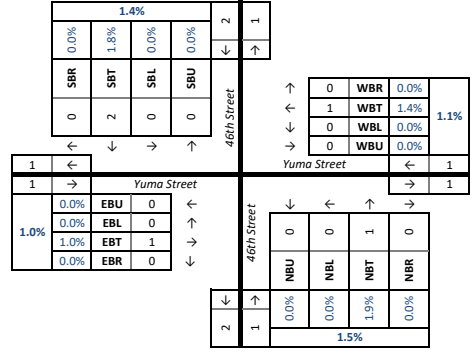 1.4%
2 1
0.0% 1.8% 0.0% 0.0%
↓ ↑
SBR SBT SBL SBU
0 2 0 0
← ↓ → ↑
46th Street
↑ 0 WBR 0.0%
← 1 WBT 1.4%
↓ 0 WBL 0.0%
→ 0 WBU 0.0%
1.1%
Yuma Street
← 1
1 ←
1 →
Yuma Street
→ 1
1.0%
0.0% EBU 0 ←
0.0% EBL 0 ↑
1.0% EBT 1 →
0.0% EBR 0 ↓
46th Street
↓ ← ↑ →
0 0 1 0
NBU NBL NBT NBR
0.0% 0.0% 1.9% 0.0%
↓ ↑
2 1
1.5%